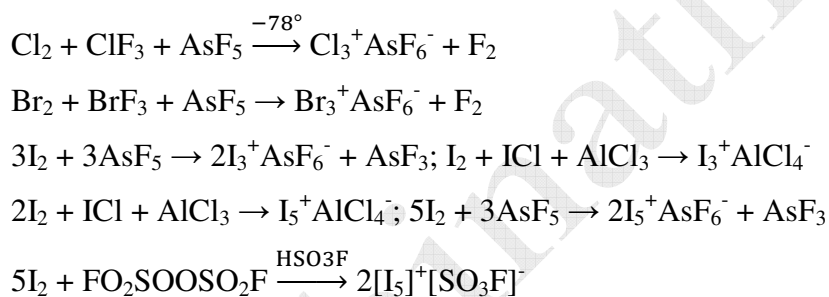 Cl₂ + ClF₃ + AsF₅ —−78°→ Cl₃⁺AsF₆⁻ + F₂
Br₂ + BrF₃ + AsF₅ → Br₃⁺AsF₆⁻ + F₂
3I₂ + 3AsF₅ → 2I₃⁺AsF₆⁻ + AsF₃; I₂ + ICl + AlCl₃ → I₃⁺AlCl₄⁻
2I₂ + ICl + AlCl₃ → I₅⁺AlCl₄⁻; 5I₂ + 3AsF₅ → 2I₅⁺AsF₆⁻ + AsF₃
5I₂ + FO₂SOOSO₂F —HSO3F→ 2[I₅]⁺[SO₃F]⁻